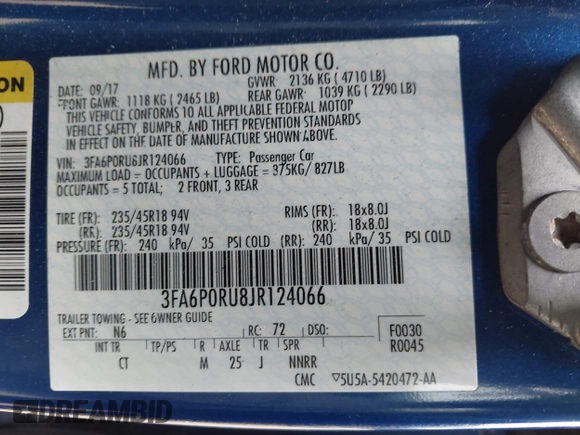 ON
MFD. BY FORD MOTOR CO.
DATE: 09/17 GVWR: 2136 KG ( 4710 LB)
FRONT GAWR: 1118 KG ( 2465 LB) REAR GAWR: 1039 KG ( 2290 LB)
THIS VEHICLE CONFORMS TO ALL APPLICABLE FEDERAL MOTOR
VEHICLE SAFETY, BUMPER, AND THEFT PREVENTION STANDARDS
IN EFFECT ON THE DATE OF MANUFACTURE SHOWN ABOVE.
VIN: 3FA6P0RU8JR124066 TYPE: Passenger Car
MAXIMUM LOAD = OCCUPANTS + LUGGAGE = 375KG/ 827LB
OCCUPANTS = 5 TOTAL; 2 FRONT, 3 REAR
TIRE (FR): 235/45R18 94V RIMS (FR): 18x8.0J
(RR): 235/45R18 94V (RR): 18x8.0J
PRESSURE (FR): 240 kPa/ 35 PSI COLD (RR): 240 kPa/ 35 PSI COLD
3FA6P0RU8JR124066
TRAILER TOWING - SEE OWNER GUIDE
EXT PNT: N6 RC: 72 DSO: F0030
INT TR TP/PS R AXLE TR SPR R0045
CT M 25 J NNRR
CMC 5U5A-5420472-AA
DREAMBID